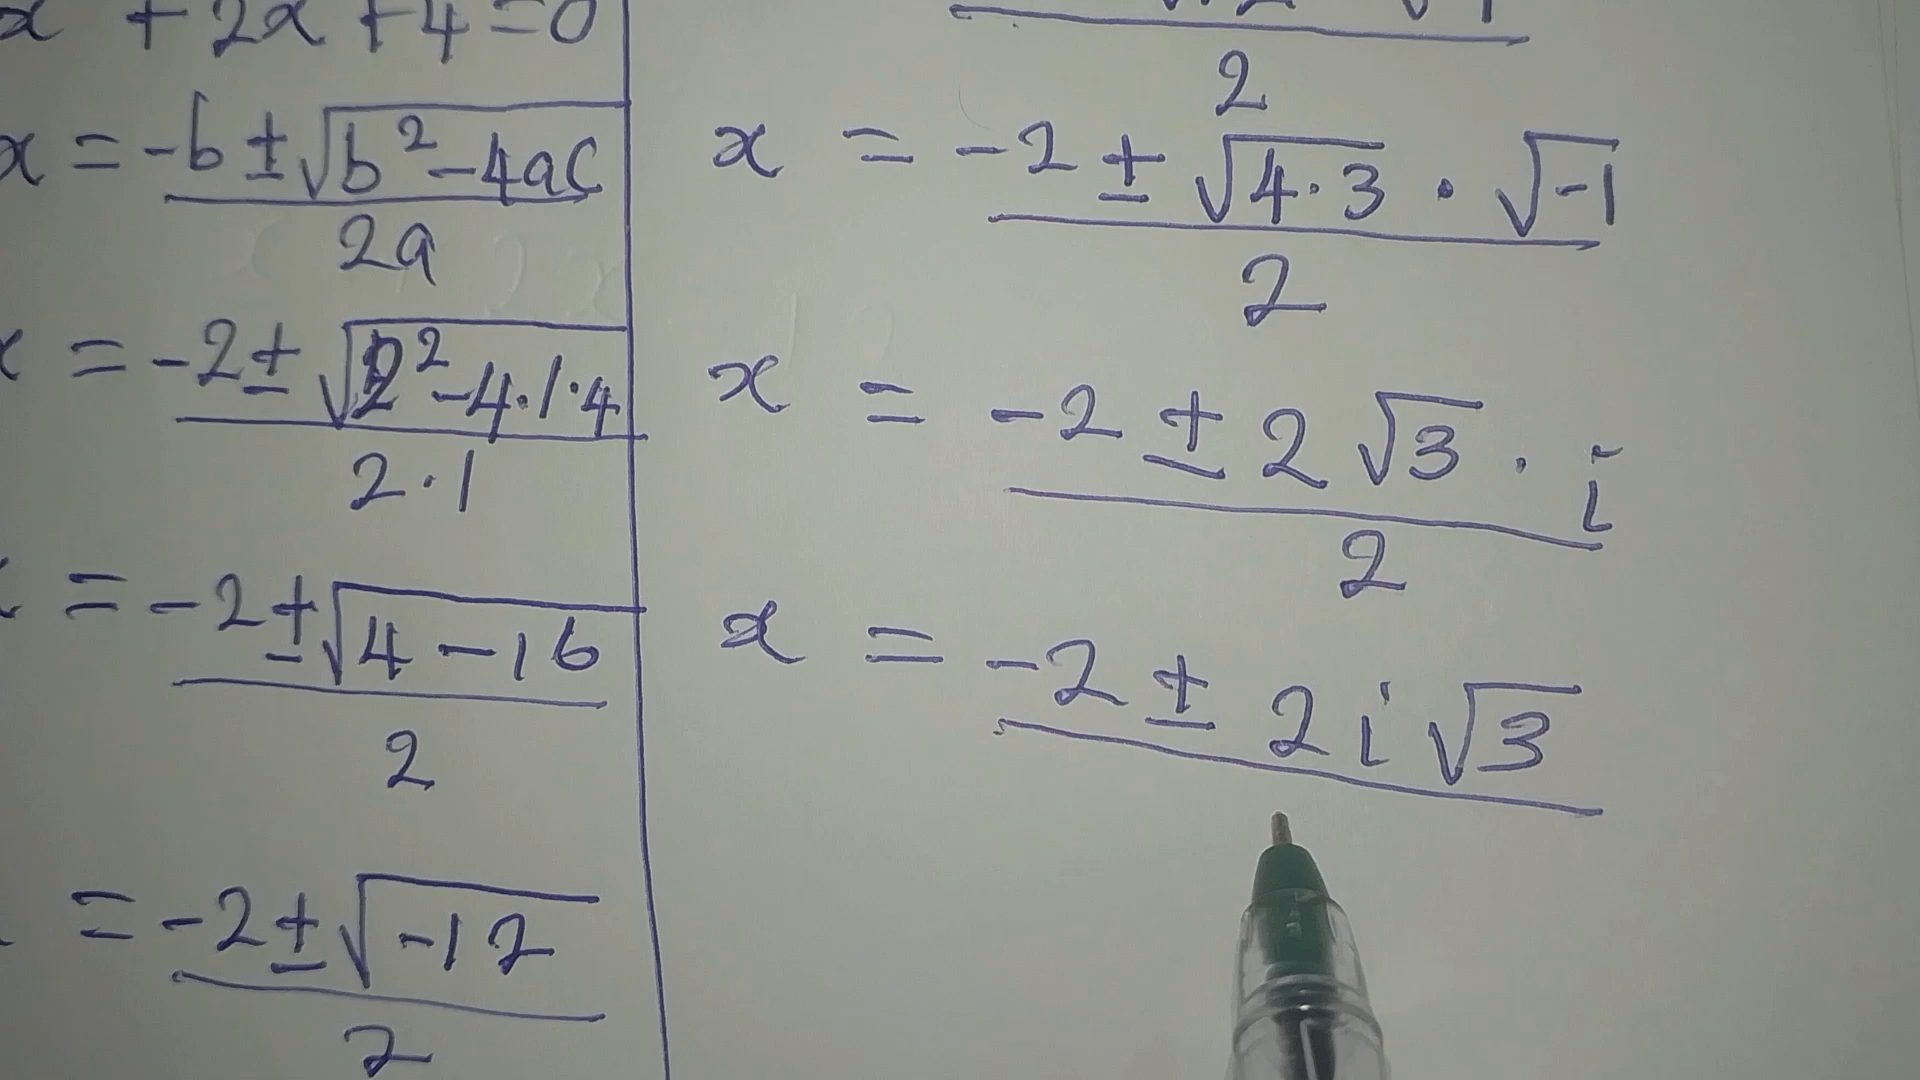 x + 2x + 4 = 0
x = -b ± √b² - 4ac
2a
x = -2 ± √2² - 4·1·4
2·1
= -2 ± √4 - 16
2
= -2 ± √-12
2
2
x = -2 ± √4·3 · √-1
2
x = -2 ± 2√3 · i
2
x = -2 ± 2i√3